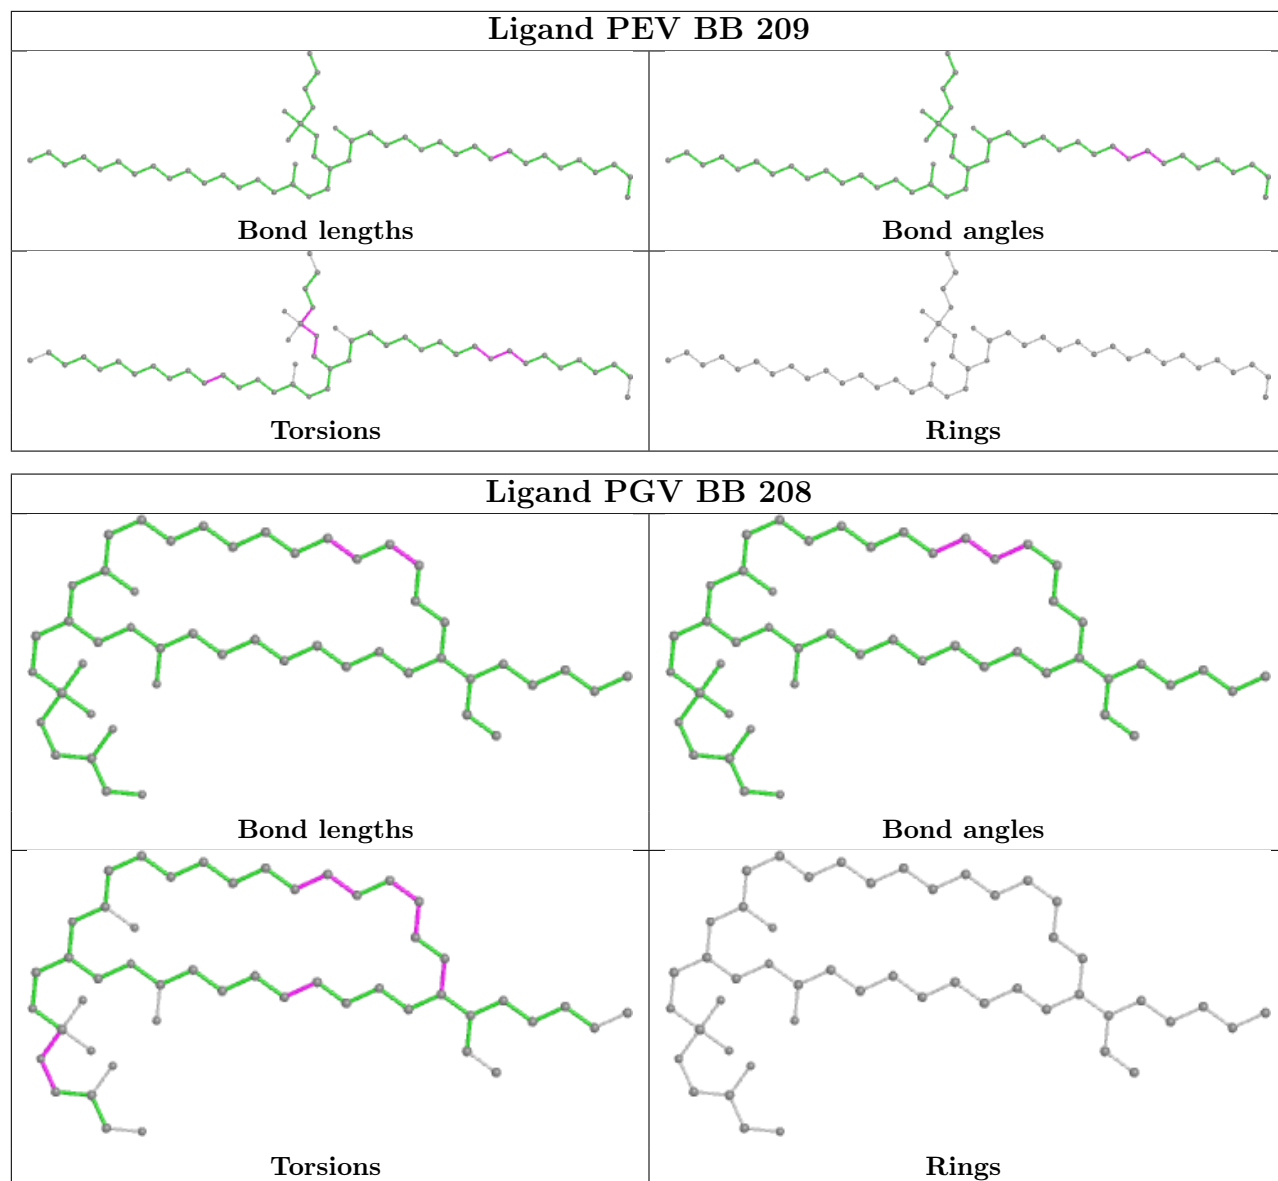 Ligand PEV BB 209
Bond lengths
Bond angles
Torsions
Rings
Ligand PGV BB 208
Bond lengths
Bond angles
Torsions
Rings